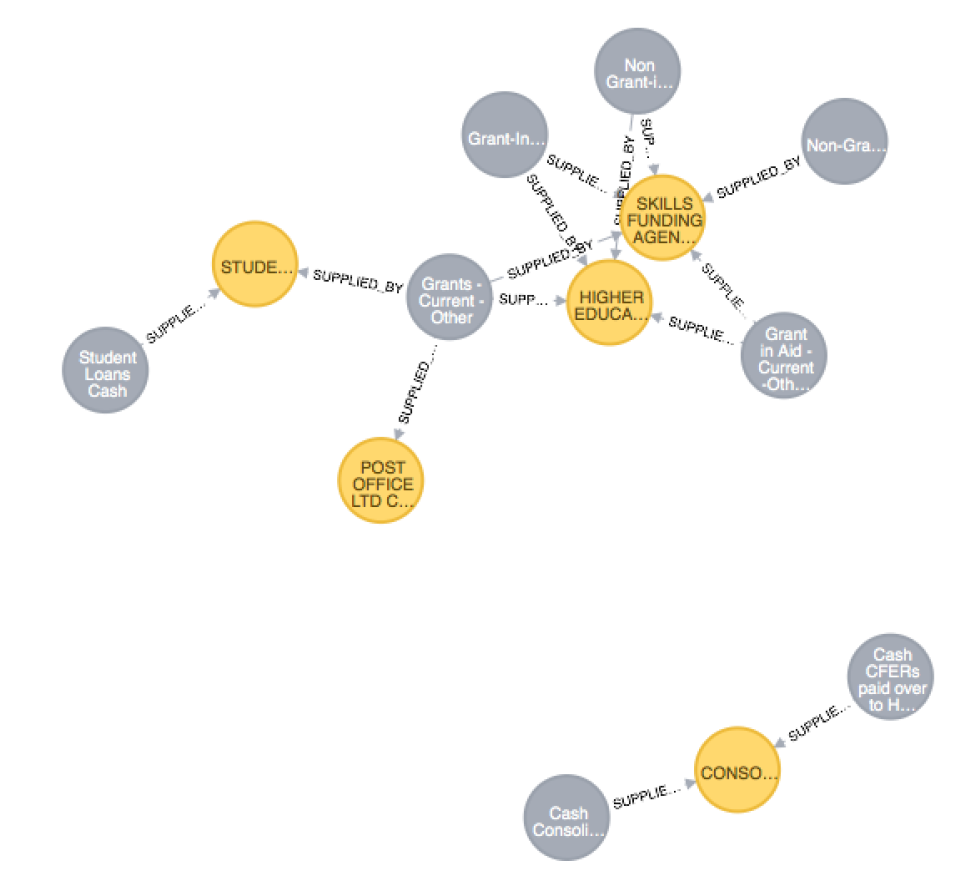 Non
Grant-i...
Grant-In...
Non-Gra...
SUPPLIE...
SUP...
SUPPLIED_BY
SUPPLIED_BY
SUPPLIED_BY
SKILLS
FUNDING
AGEN...
STUDE...
SUPPLIED_BY
Grants -
Current -
Other
SUPPLIED_BY
SUPP...
HIGHER
EDUCA...
SUPPLIE...
SUPPLIE...
Grant
in Aid -
Current
-Oth...
SUPPLIE...
Student
Loans
Cash
SUPPLIED...
POST
OFFICE
LTD C...
Cash
CFERs
paid over
to H...
SUPPLIE...
CONSO...
SUPPLIE...
Cash
Consoli...